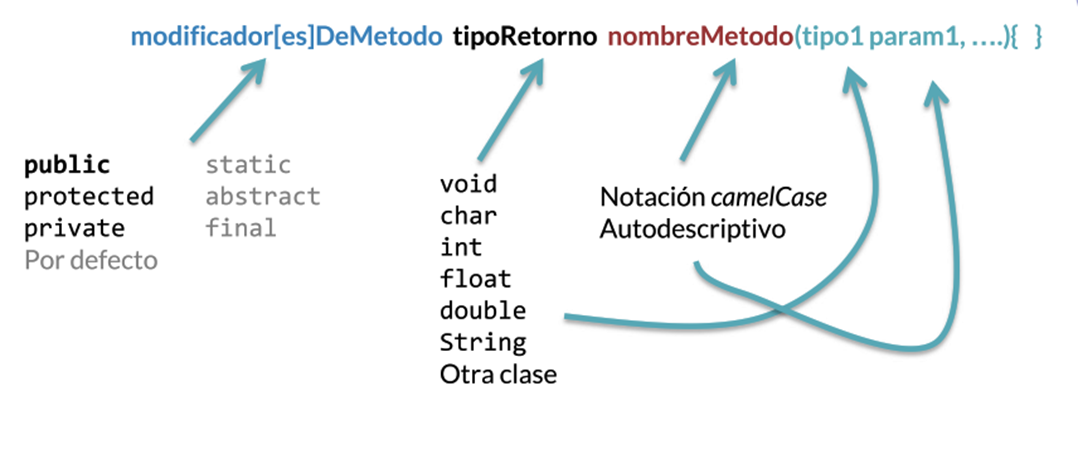 modificador[es]DeMetodo tipoRetorno nombreMetodo(tipo1 param1, ....){ }
public static
protected abstract
private final
Por defecto
void
char
int
float
double
String
Otra clase
Notación camelCase
Autodescriptivo